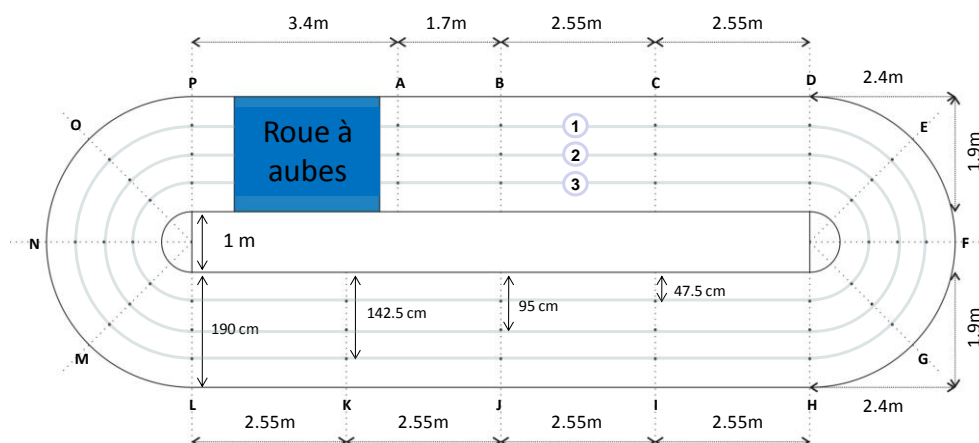 3.4m 1.7m 2.55m 2.55m
P A B C D
2.4m
O E
1
Roue à
aubes
2
3
1.9m
1 m
N F
47.5 cm
95 cm
142.5 cm
190 cm
1.9m
M G
L K J I H
2.4m
2.55m 2.55m 2.55m 2.55m